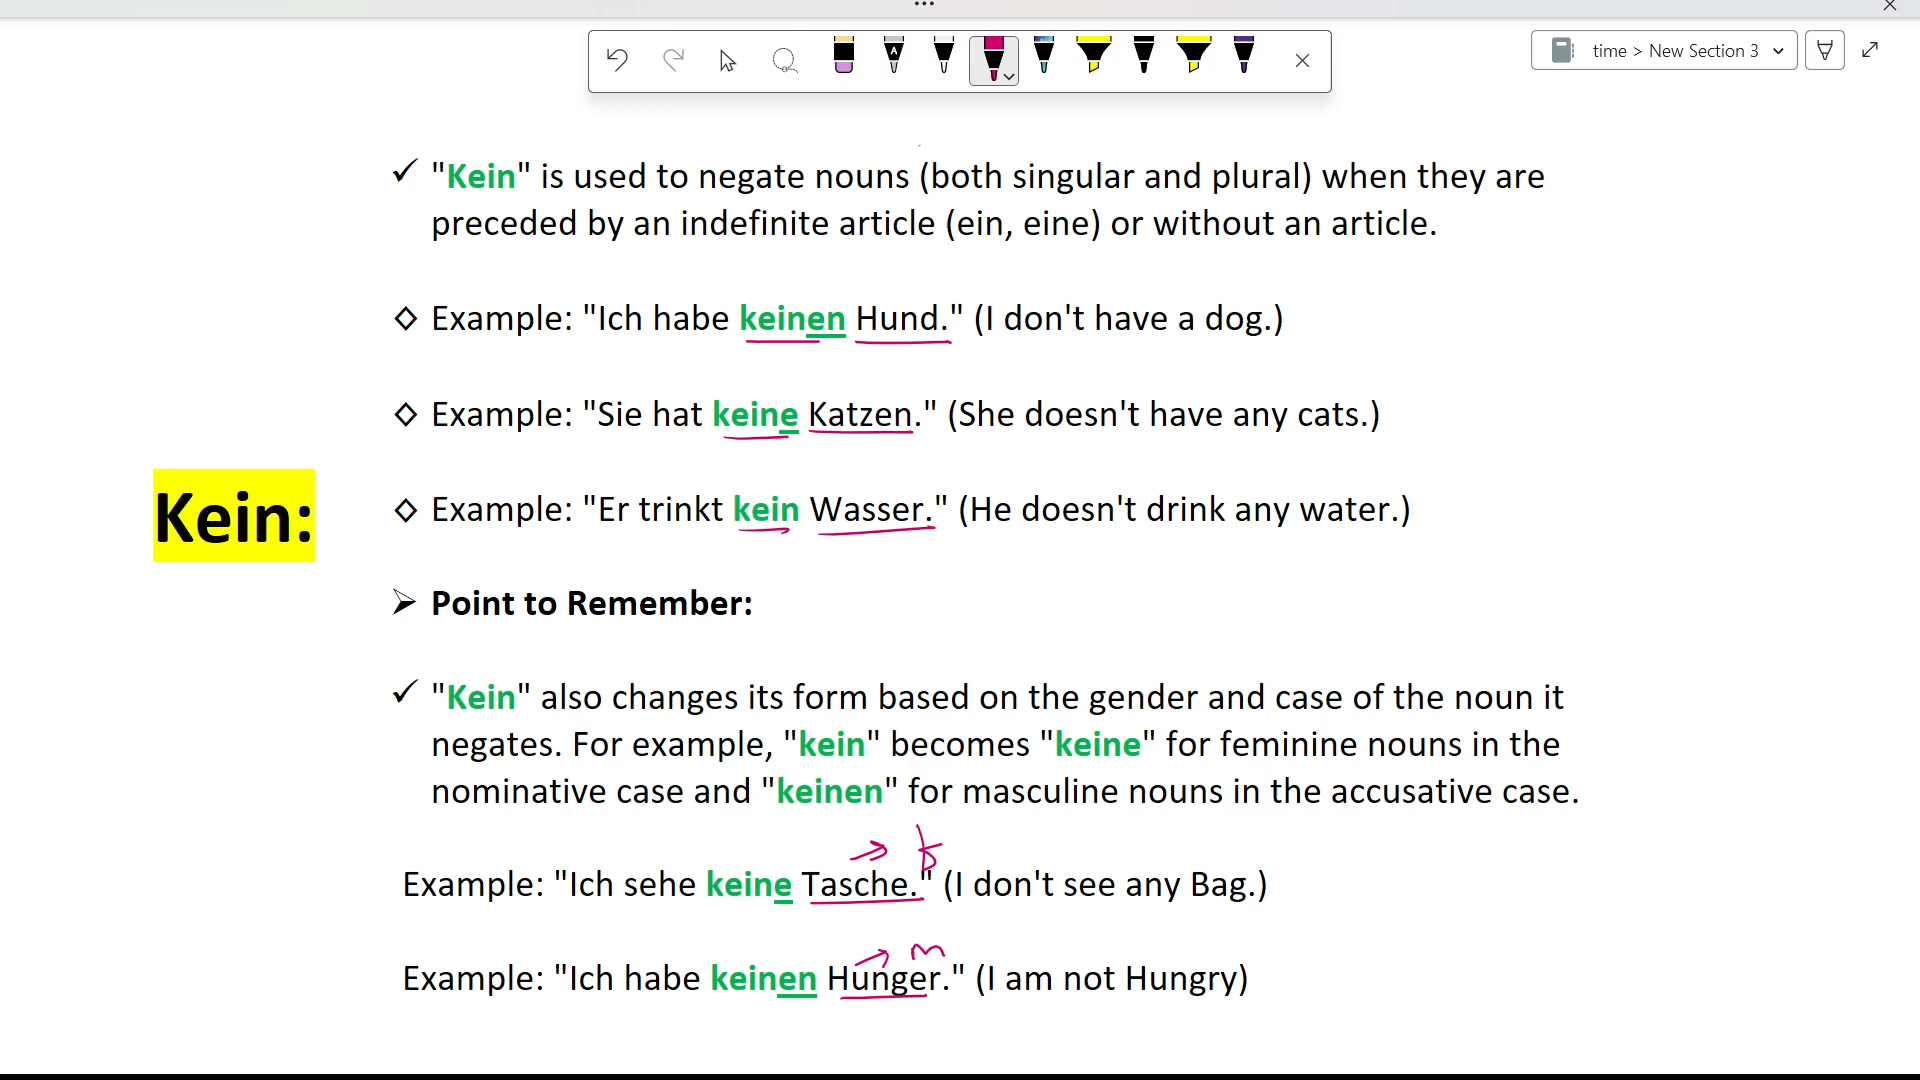 time > New Section 3
✓ "Kein" is used to negate nouns (both singular and plural) when they are
preceded by an indefinite article (ein, eine) or without an article.
◇ Example: "Ich habe keinen Hund." (I don't have a dog.)
◇ Example: "Sie hat keine Katzen." (She doesn't have any cats.)
Kein:
◇ Example: "Er trinkt kein Wasser." (He doesn't drink any water.)
➢ Point to Remember:
✓ "Kein" also changes its form based on the gender and case of the noun it
negates. For example, "kein" becomes "keine" for feminine nouns in the
nominative case and "keinen" for masculine nouns in the accusative case.
→ f
Example: "Ich sehe keine Tasche." (I don't see any Bag.)
→ m
Example: "Ich habe keinen Hunger." (I am not Hungry)